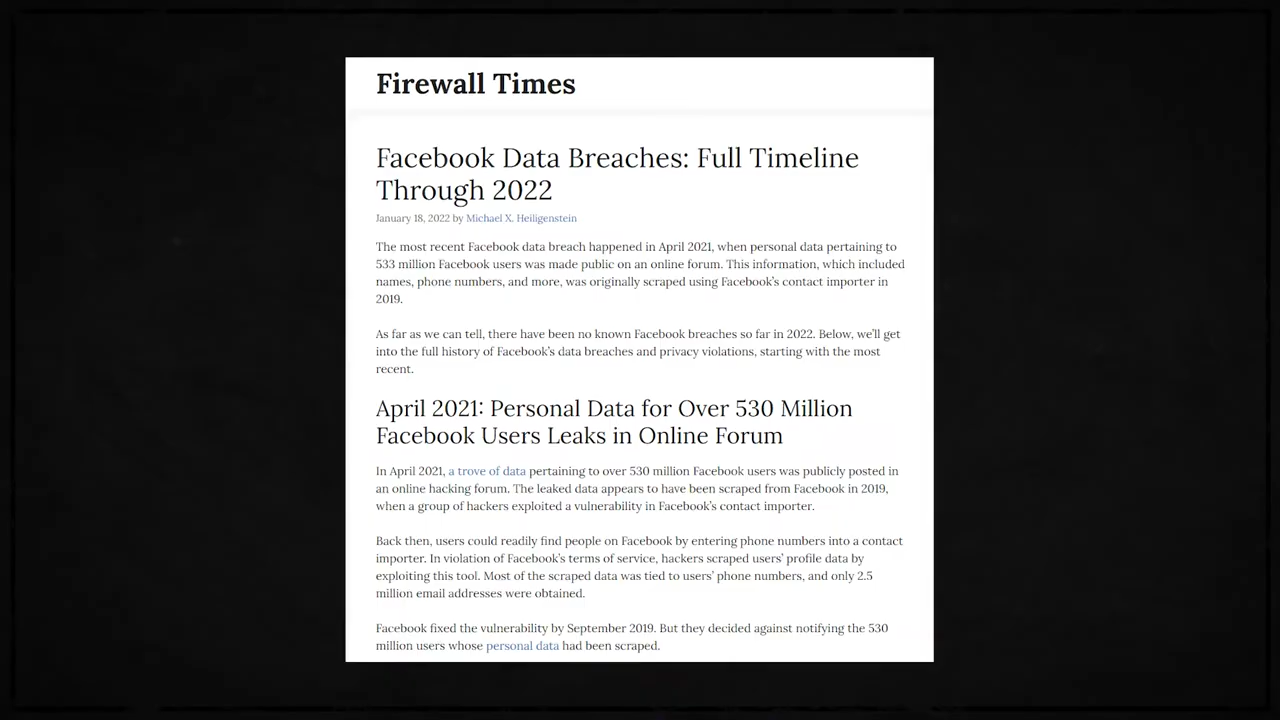 Firewall Times
Facebook Data Breaches: Full Timeline
Through 2022
January 18, 2022 by Michael X. Heiligenstein
The most recent Facebook data breach happened in April 2021, when personal data pertaining to
533 million Facebook users was made public on an online forum. This information, which included
names, phone numbers, and more, was originally scraped using Facebook's contact importer in
2019.
As far as we can tell, there have been no known Facebook breaches so far in 2022. Below, we'll get
into the full history of Facebook's data breaches and privacy violations, starting with the most
recent.
April 2021: Personal Data for Over 530 Million
Facebook Users Leaks in Online Forum
In April 2021, a trove of data pertaining to over 530 million Facebook users was publicly posted in
an online hacking forum. The leaked data appears to have been scraped from Facebook in 2019,
when a group of hackers exploited a vulnerability in Facebook's contact importer.
Back then, users could readily find people on Facebook by entering phone numbers into a contact
importer. In violation of Facebook's terms of service, hackers scraped users' profile data by
exploiting this tool. Most of the scraped data was tied to users' phone numbers, and only 2.5
million email addresses were obtained.
Facebook fixed the vulnerability by September 2019. But they decided against notifying the 530
million users whose personal data had been scraped.